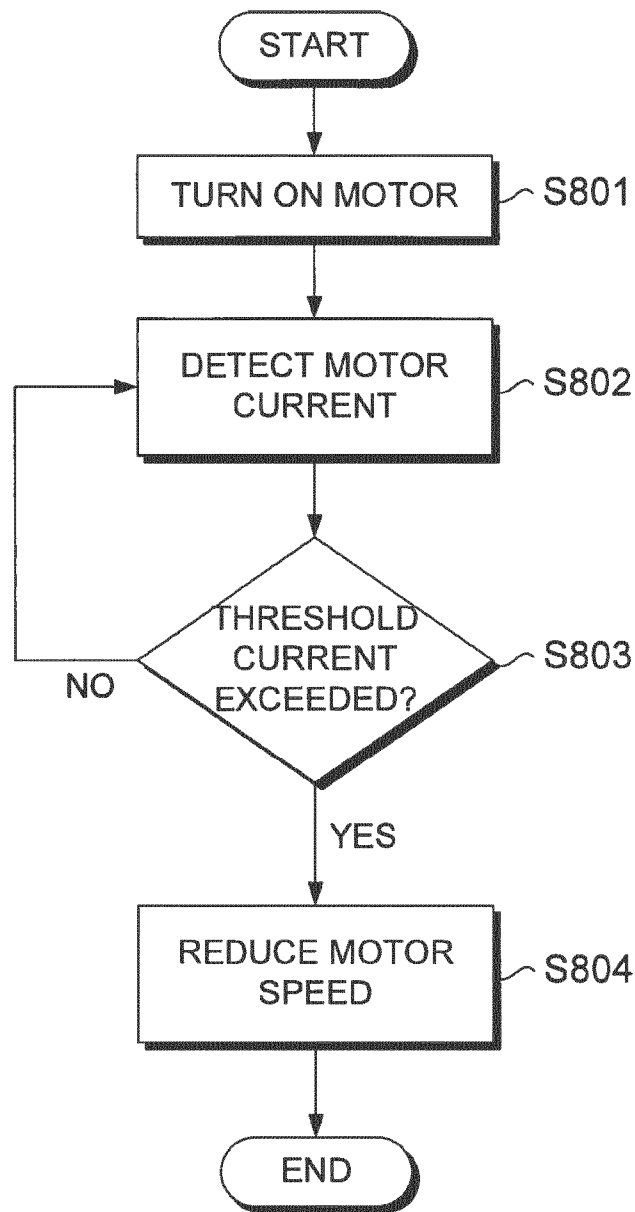 START
TURN ON MOTOR
S801
DETECT MOTOR
CURRENT
S802
THRESHOLD
CURRENT
EXCEEDED?
S803
NO
YES
REDUCE MOTOR
SPEED
S804
END